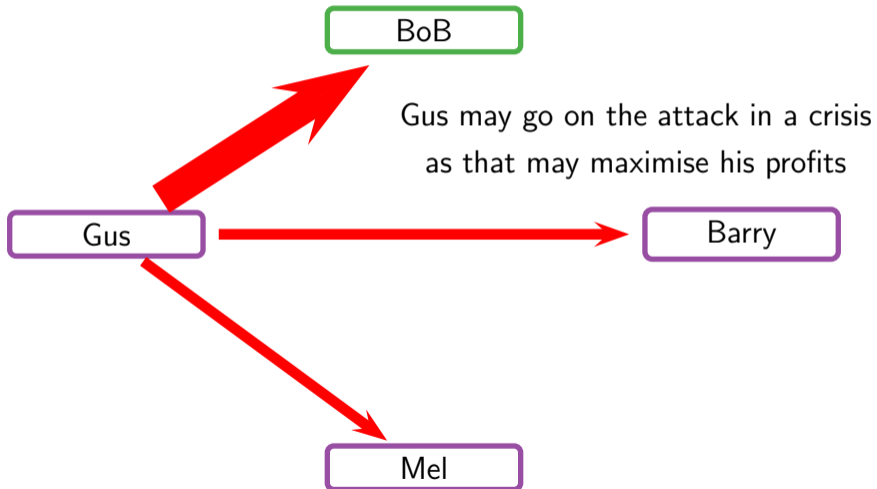 BoB
Gus may go on the attack in a crisis
as that may maximise his profits
Gus
Barry
Mel